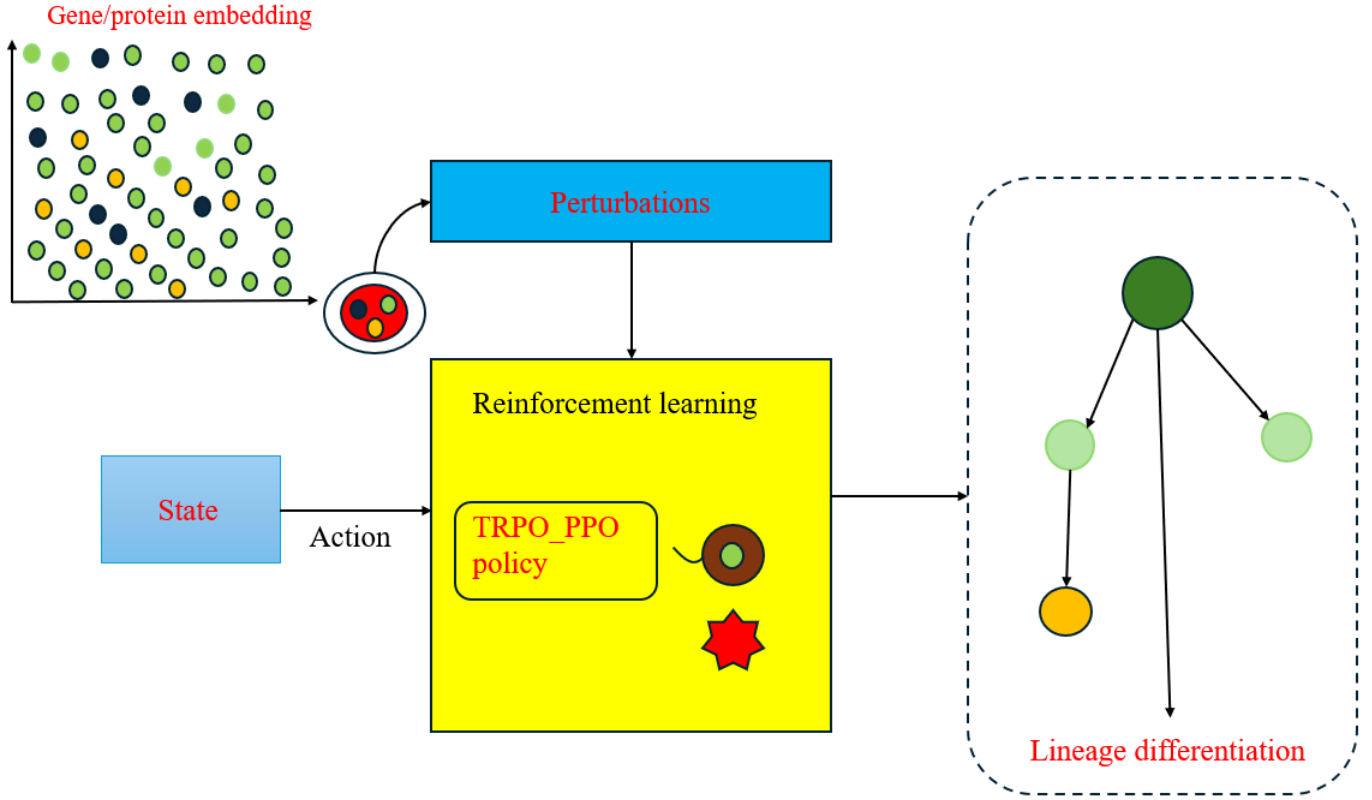 Gene/protein embedding
Perturbations
Reinforcement learning
State
Action
TRPO_PPO
policy
Lineage differentiation